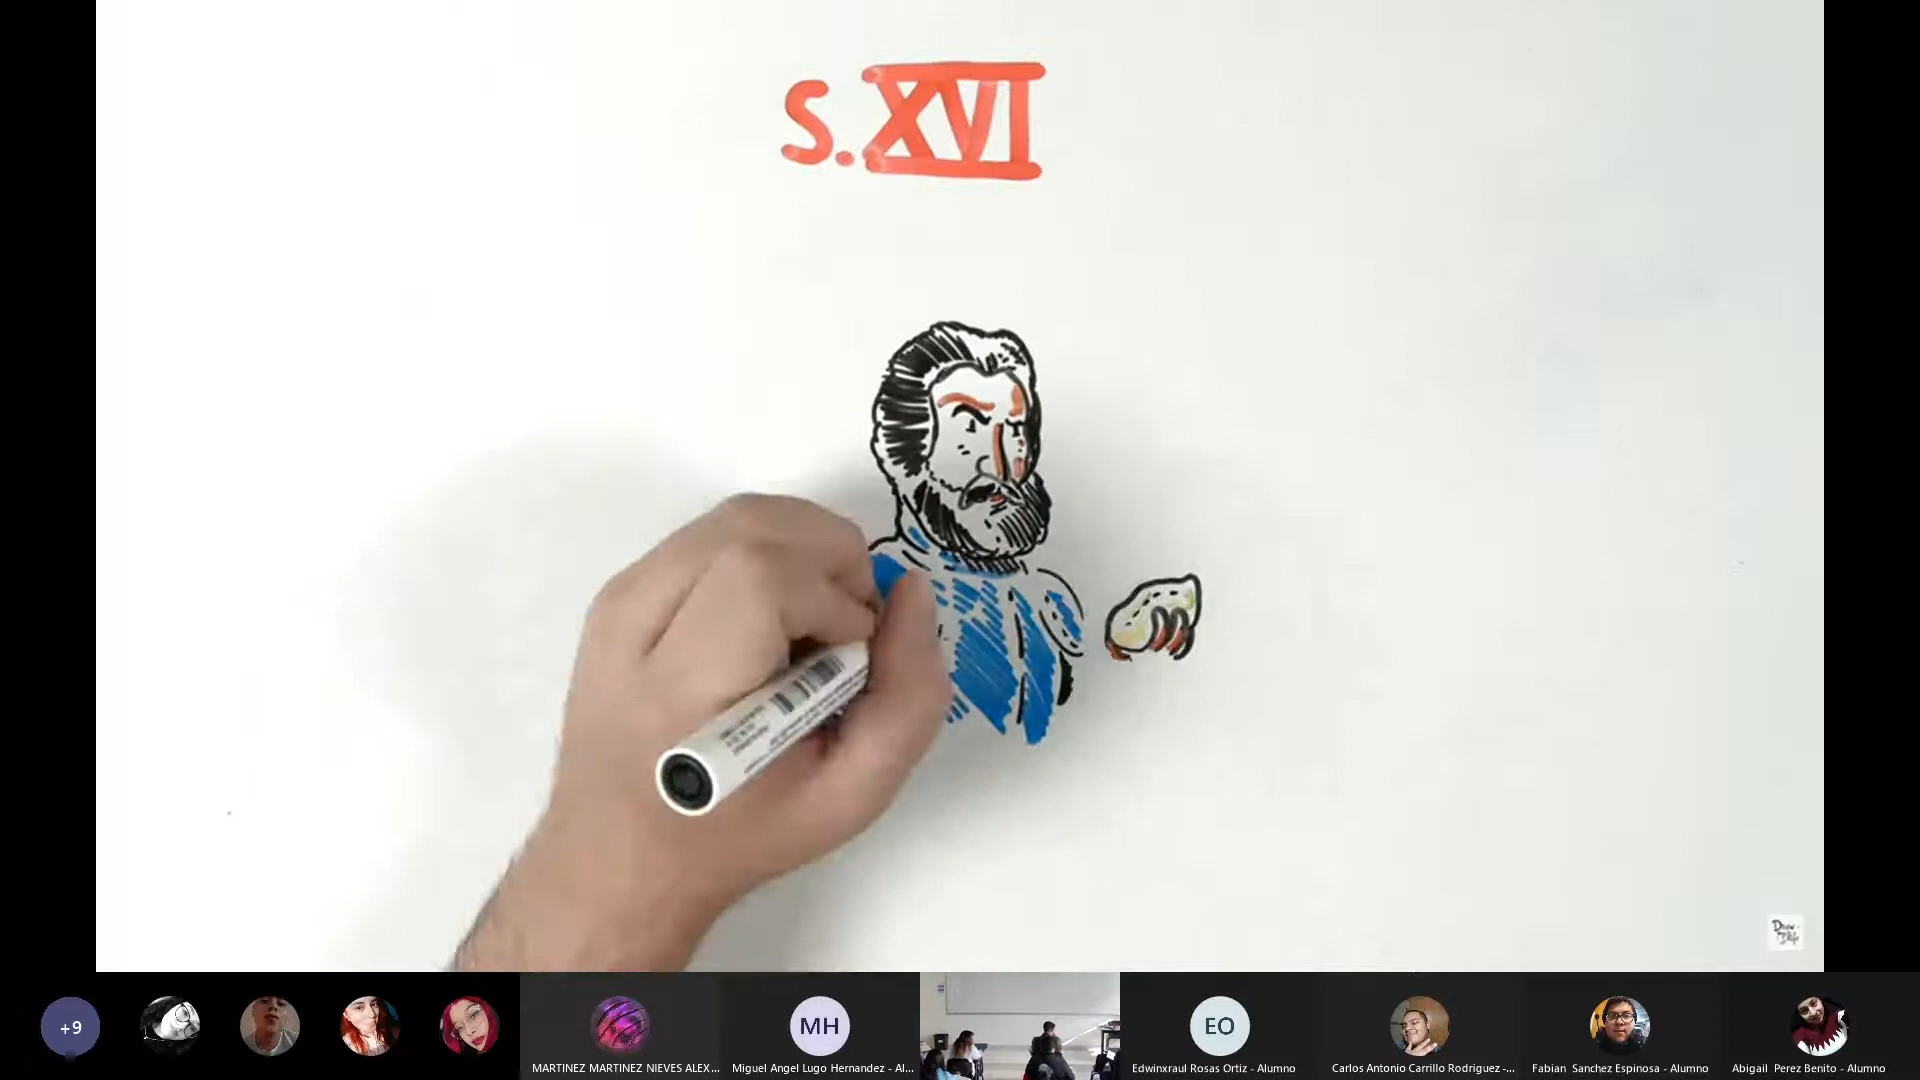 S.XVI
+9
MARTINEZ MARTINEZ NIEVES ALEX...
MH
Miguel Angel Lugo Hernandez - Al...
EO
Edwinxraul Rosas Ortiz - Alumno
Carlos Antonio Carrillo Rodriguez -...
Fabian Sanchez Espinosa - Alumno
Abigail Perez Benito - Alumno